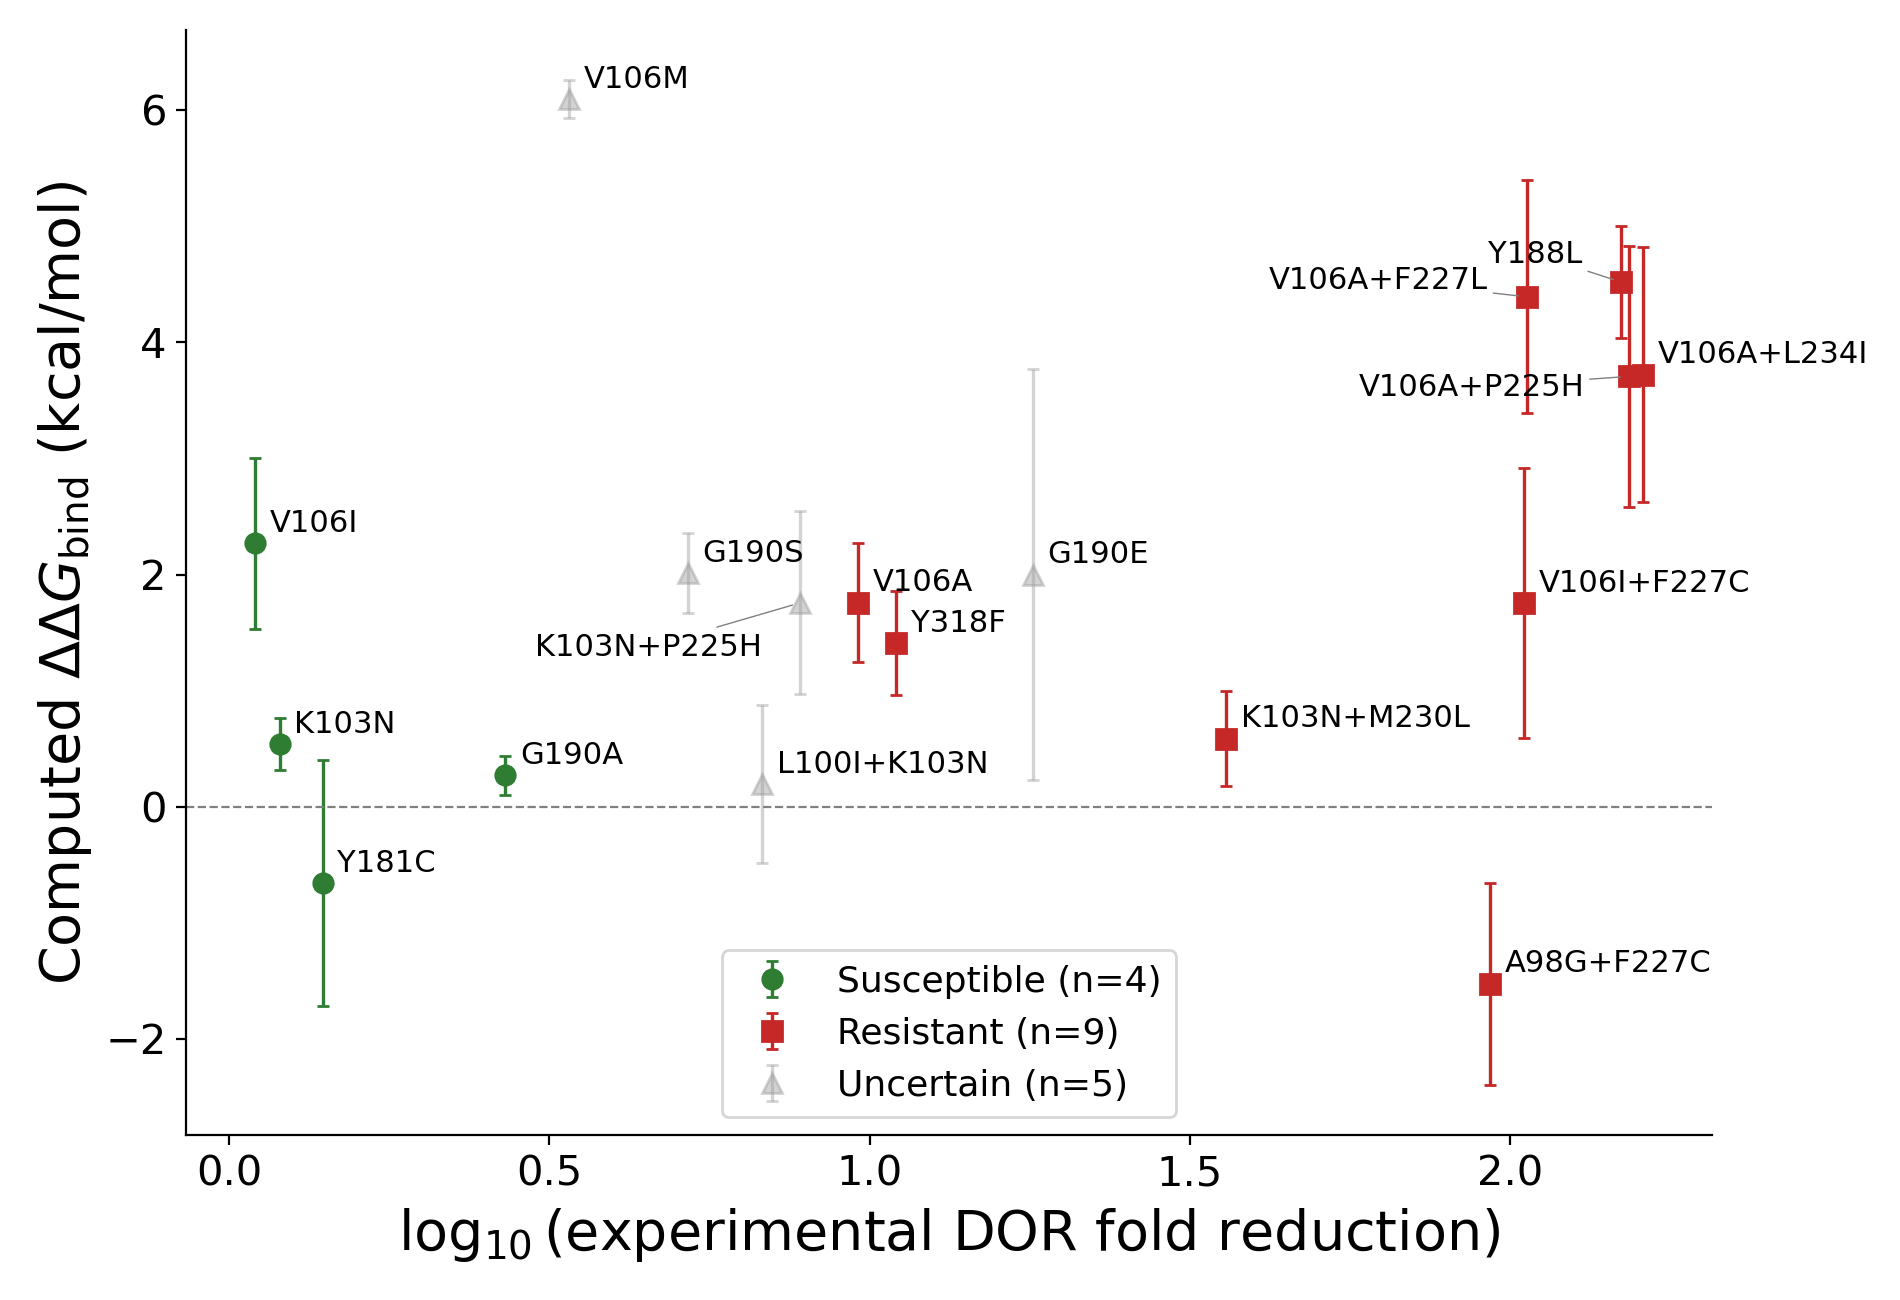 V106M
6
Y188L
V106A+F227L
4
V106A+L234I
V106A+P225H
V106I
G190S
G190E
2
V106A
V106I+F227C
Y318F
K103N+P225H
K103N
K103N+M230L
G190A
L100I+K103N
0
Y181C
A98G+F227C
−2
Susceptible (n=4)
Resistant (n=9)
Uncertain (n=5)
0.0 0.5 1.0 1.5 2.0
log₁₀ (experimental DOR fold reduction)
Computed ΔΔG_bind (kcal/mol)